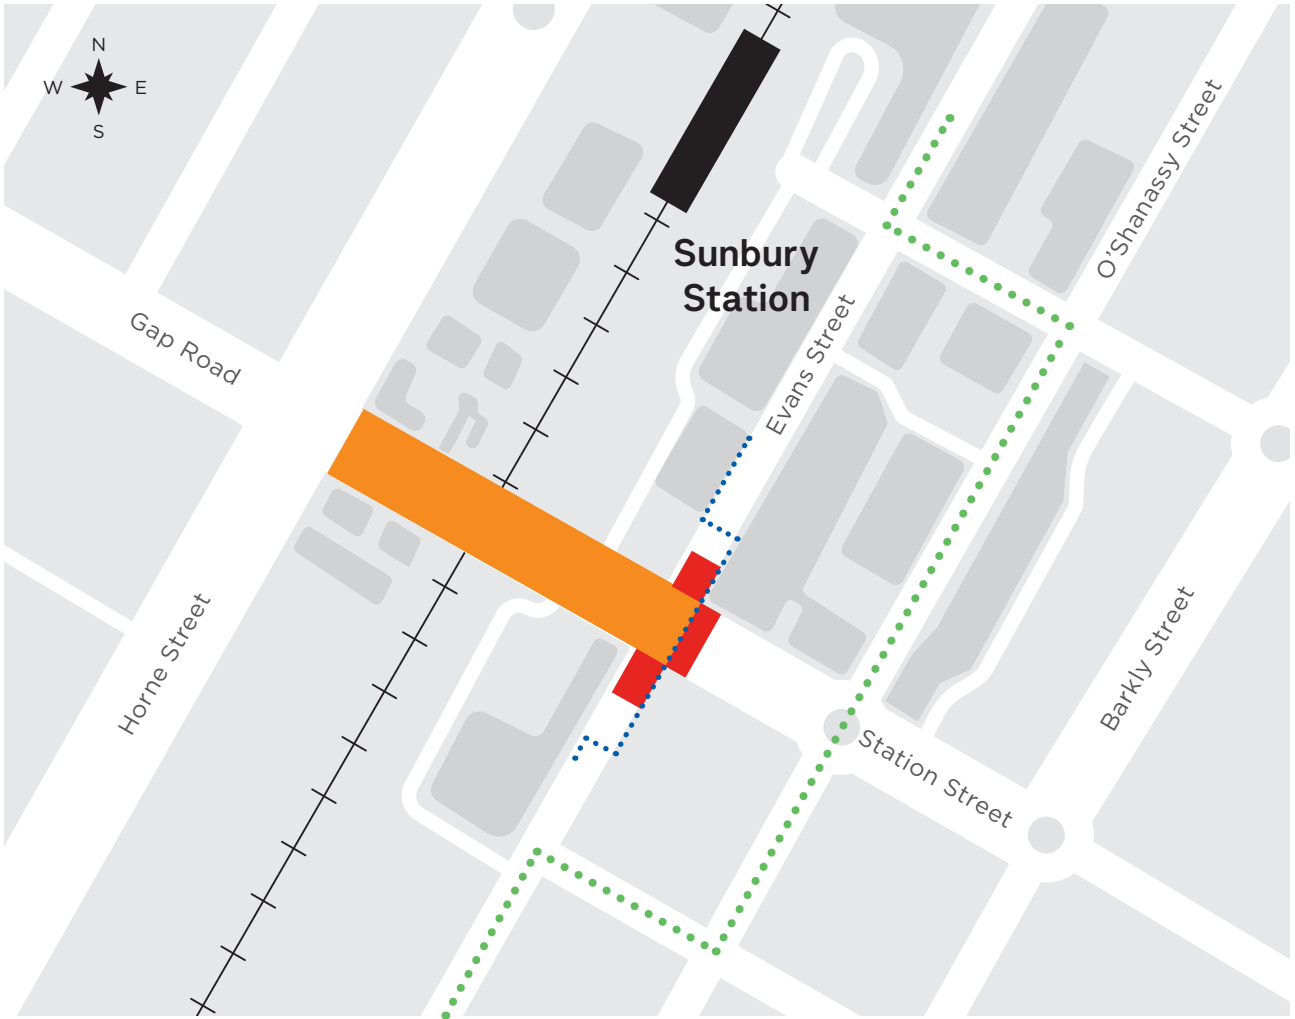 N
W E
S
Sunbury
Station
O'Shanassy Street
Gap Road
Evans Street
Horne Street
Barkly Street
Station Street